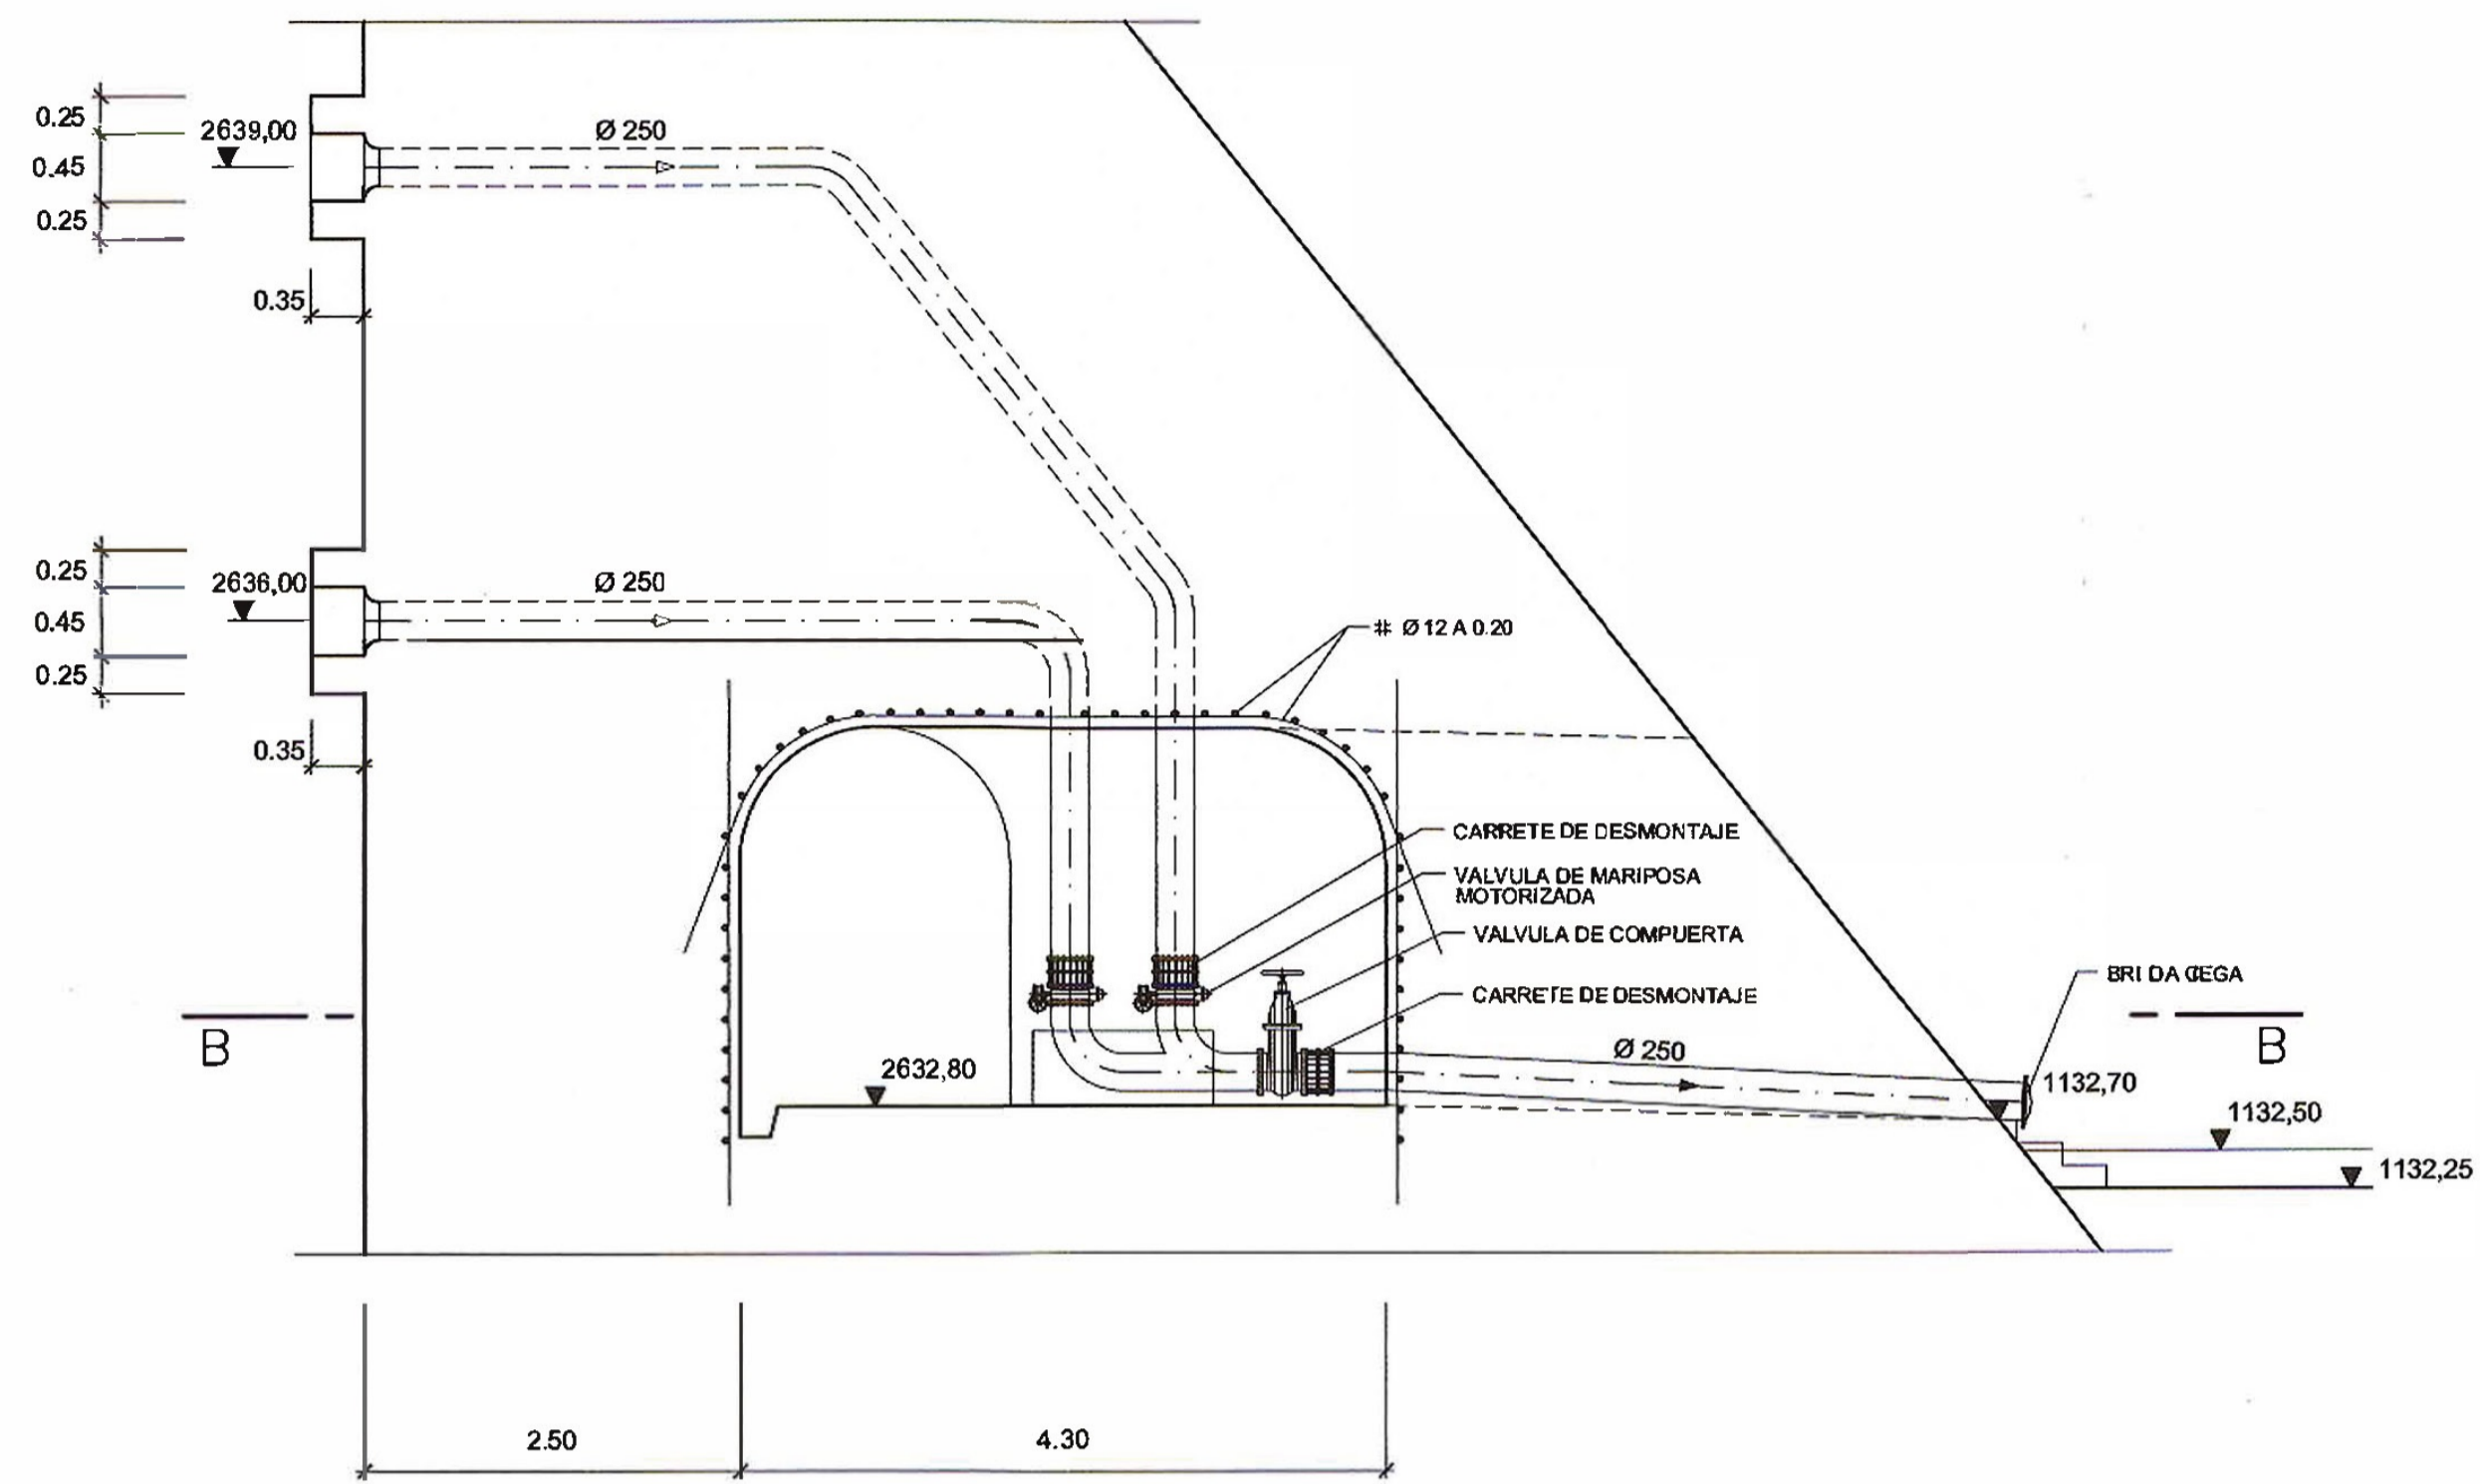 0.25
2639,00
Ø 250
0.45
0.25
0.35
0.25
2636,00
Ø 250
0.45
# Ø 12 A 0.20
0.25
0.35
CARRETE DE DESMONTAJE
VALVULA DE MARIPOSA
MOTORIZADA
VALVULA DE COMPUERTA
BRIDA CEGA
CARRETE DE DESMONTAJE
B
B
2632,80
Ø 250
1132,70
1132,50
1132,25
2.50
4.30